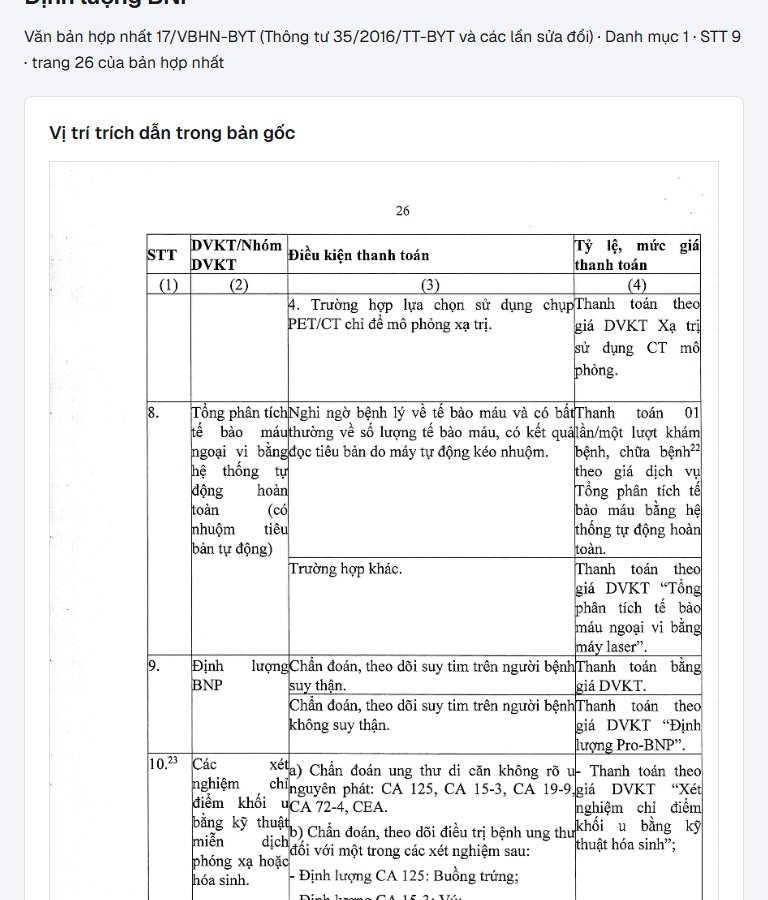 Định lượng BNP
Văn bản hợp nhất 17/VBHN-BYT (Thông tư 35/2016/TT-BYT và các lần sửa đổi) · Danh mục 1 · STT 9
· trang 26 của bản hợp nhất
Vị trí trích dẫn trong bản gốc
26
STT
DVKT/Nhóm
DVKT
Điều kiện thanh toán
Tỷ lệ, mức giá
thanh toán
(1)
(2)
(3)
(4)
4. Trường hợp lựa chọn sử dụng chụp
PET/CT chỉ để mô phỏng xạ trị.
Thanh toán theo
giá DVKT Xạ trị
sử dụng CT mô
phỏng.
8.
Tổng phân tích
tế bào máu
ngoại vi bằng
hệ thống tự
động hoàn
toàn (có
nhuộm tiêu
bản tự động)
Nghi ngờ bệnh lý về tế bào máu và có bất
thường về số lượng tế bào máu, có kết quả
đọc tiêu bản do máy tự động kéo nhuộm.
Thanh toán 01
lần/một lượt khám
bệnh, chữa bệnh22
theo giá dịch vụ
Tổng phân tích tế
bào máu bằng hệ
thống tự động hoàn
toàn.
Trường hợp khác.
Thanh toán theo
giá DVKT “Tổng
phân tích tế bào
máu ngoại vi bằng
máy laser”.
9.
Định lượng
BNP
Chẩn đoán, theo dõi suy tim trên người bệnh
suy thận.
Thanh toán bằng
giá DVKT.
Chẩn đoán, theo dõi suy tim trên người bệnh
không suy thận.
Thanh toán theo
giá DVKT “Định
lượng Pro-BNP”.
10.23
Các xét
nghiệm chỉ
điểm khối u
bằng kỹ thuật
miễn dịch
phóng xạ hoặc
hóa sinh.
a) Chẩn đoán ung thư di căn không rõ u
nguyên phát: CA 125, CA 15-3, CA 19-9,
CA 72-4, CEA.
b) Chẩn đoán, theo dõi điều trị bệnh ung thư
đối với một trong các xét nghiệm sau:
- Định lượng CA 125: Buồng trứng;
- Định lượng CA 15-3: Vú;
- Thanh toán theo
giá DVKT “Xét
nghiệm chỉ điểm
khối u bằng kỹ
thuật hóa sinh”;